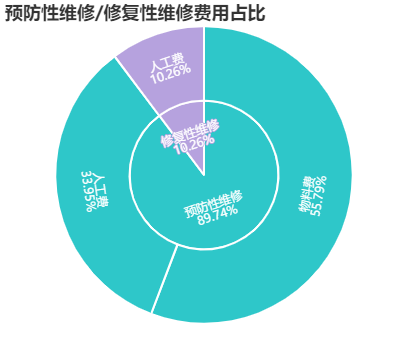 预防性维修/修复性维修费用占比
人工费
10.26%
修复性维修
10.26%
人工费
33.95%
物料费
55.79%
预防性维修
89.74%